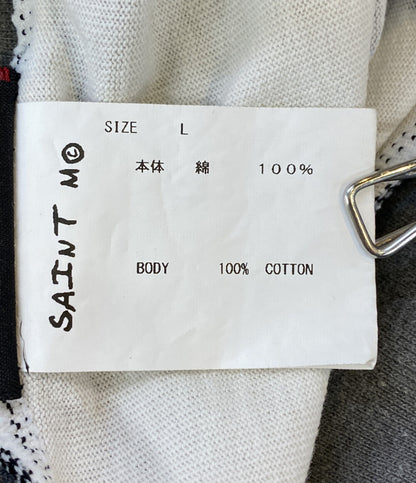 SAINT M©
SIZE L
本体 綿 100%
BODY 100% COTTON